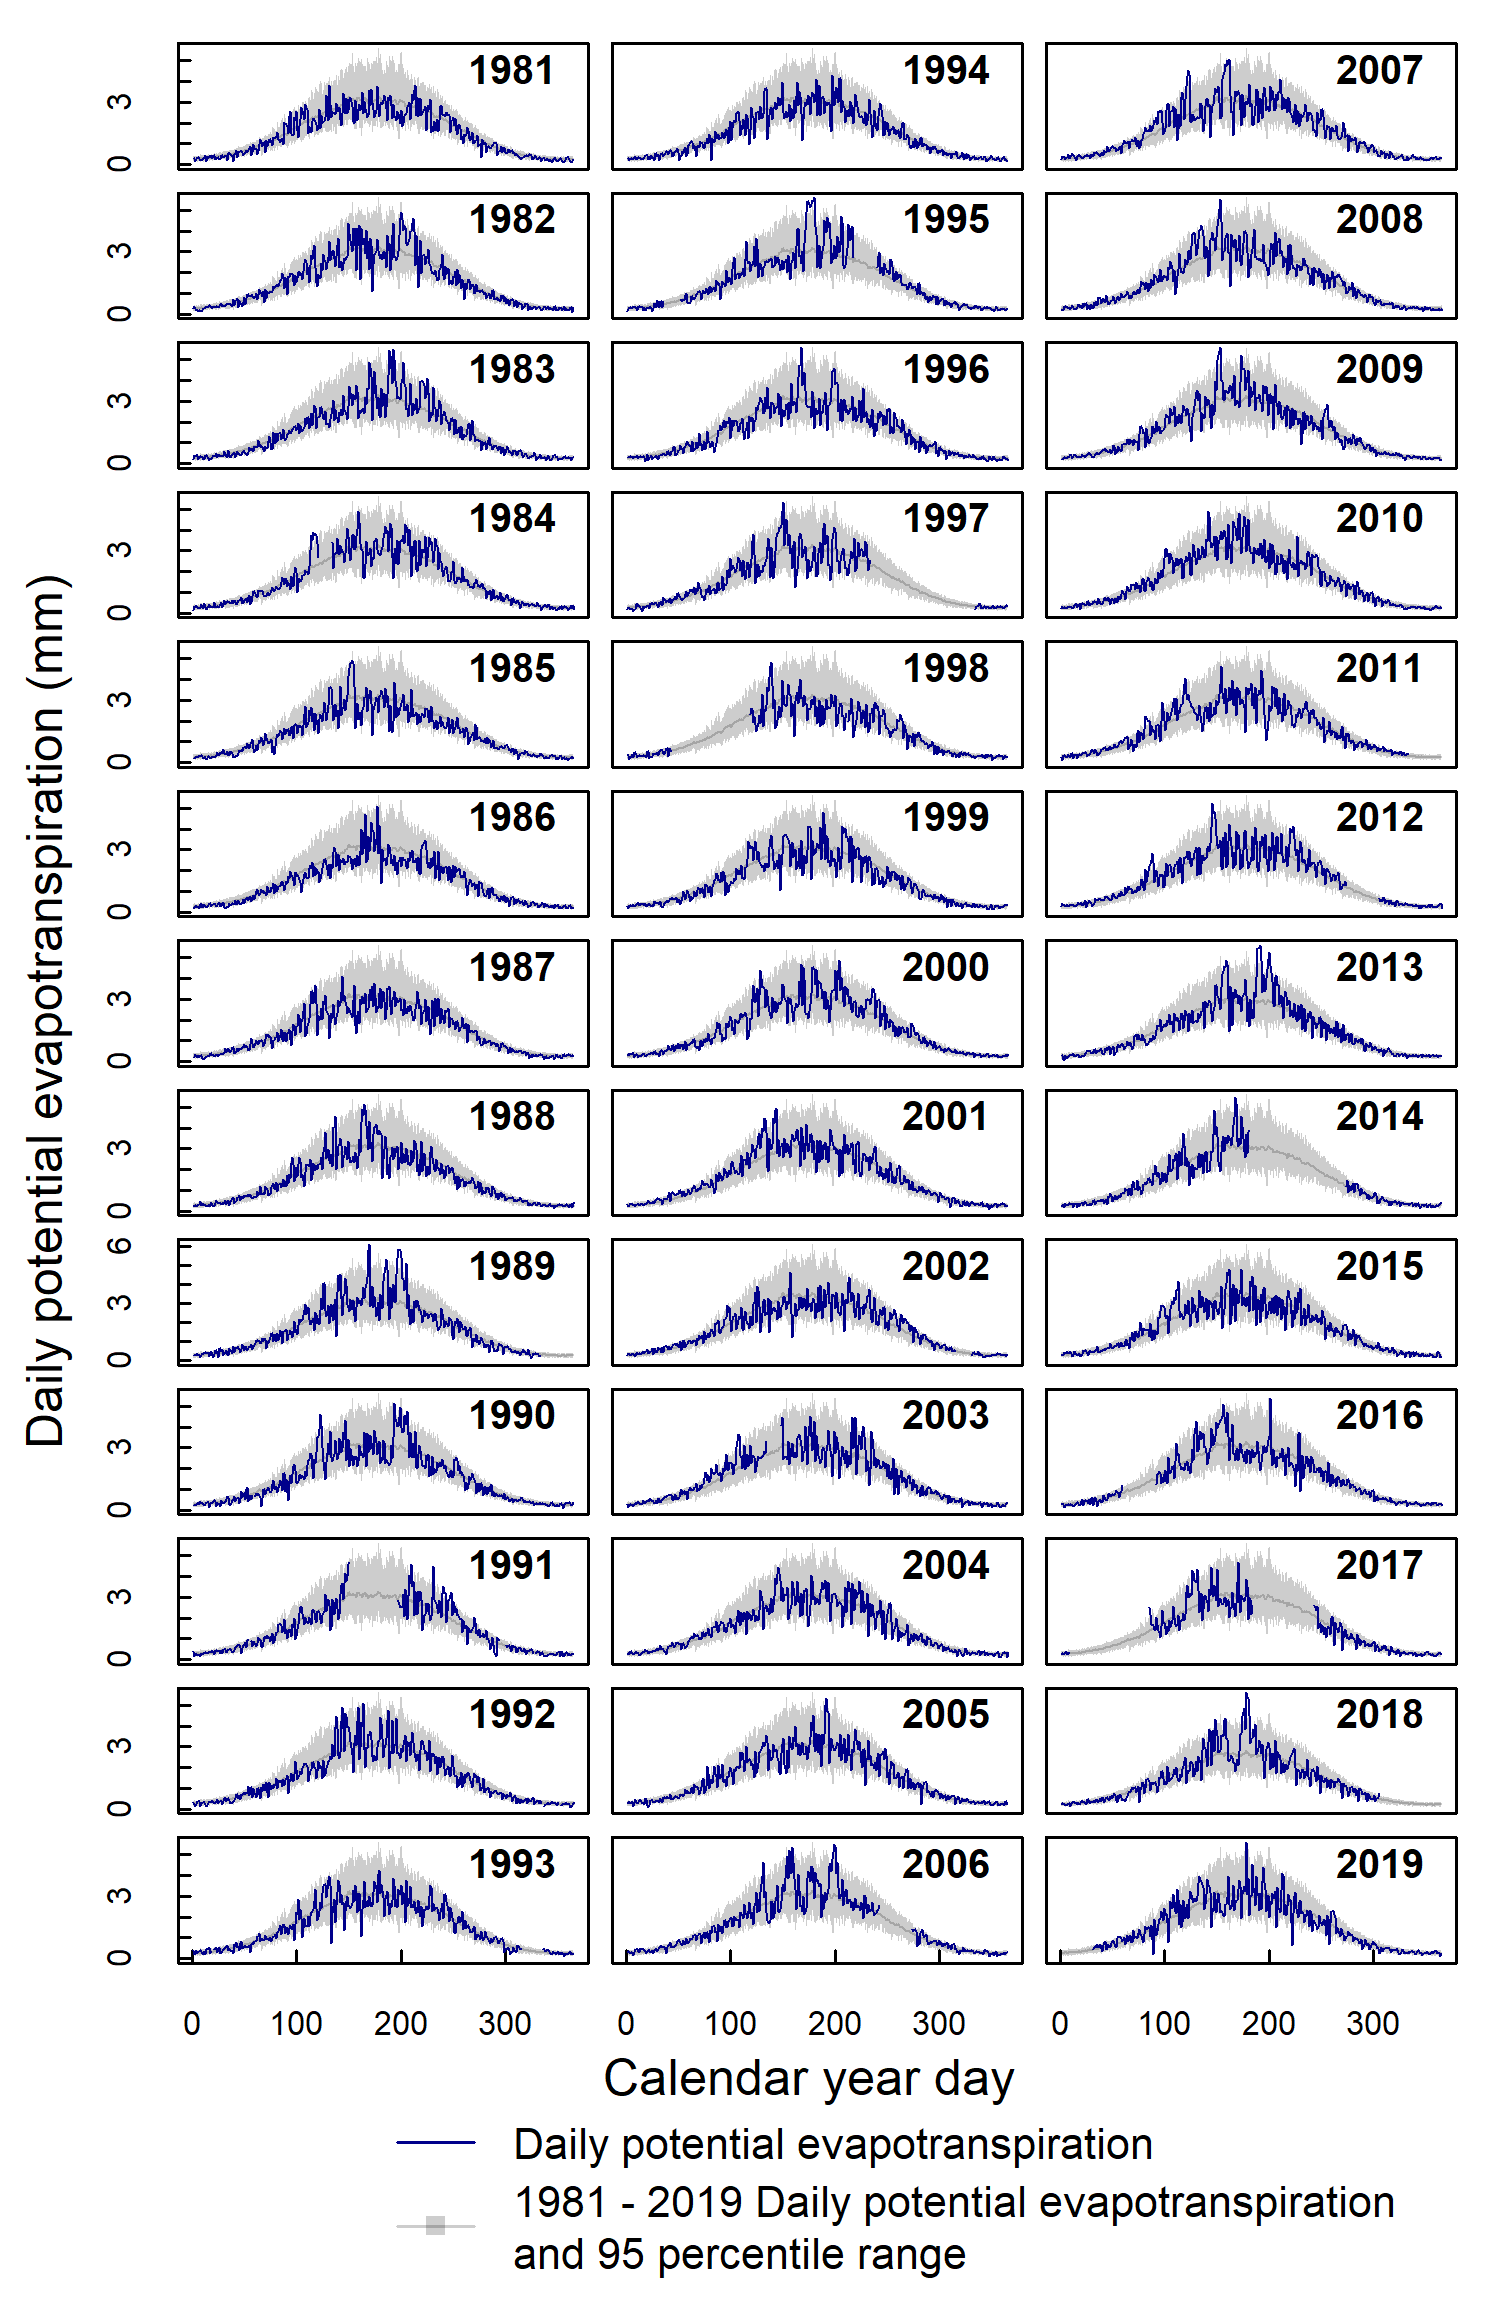 1981 1994 2007
3
0
1982 1995 2008
3
0
1983 1996 2009
3
0
1984 1997 2010
3
0
1985 1998 2011
3
0
1986 1999 2012
3
0
1987 2000 2013
3
0
1988 2001 2014
3
0
6
1989 2002 2015
3
0
1990 2003 2016
3
0
1991 2004 2017
3
0
1992 2005 2018
3
0
1993 2006 2019
3
0
Daily potential evapotranspiration (mm)
0 100 200 300 0 100 200 300 0 100 200 300
Calendar year day
Daily potential evapotranspiration
1981 - 2019 Daily potential evapotranspiration
and 95 percentile range